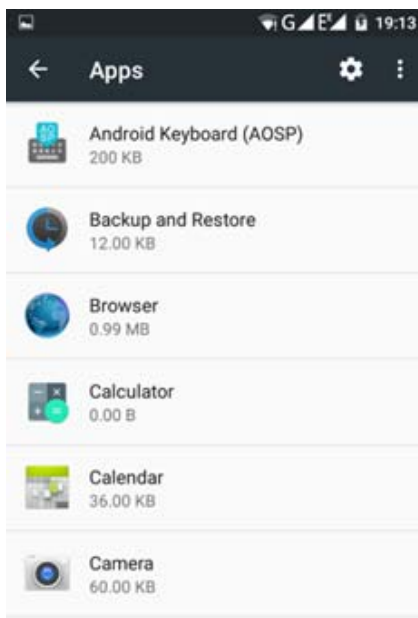 G E 19:13
Apps
Android Keyboard (AOSP)
200 KB
Backup and Restore
12.00 KB
Browser
0.99 MB
Calculator
0.00 B
Calendar
36.00 KB
Camera
60.00 KB